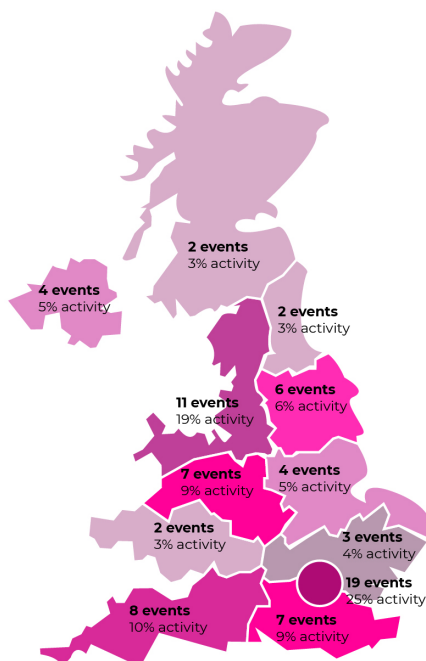 2 events
3% activity
4 events
5% activity
2 events
3% activity
11 events
19% activity
6 events
6% activity
7 events
9% activity
4 events
5% activity
2 events
3% activity
3 events
4% activity
19 events
25% activity
8 events
10% activity
7 events
9% activity